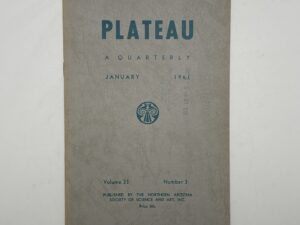 PLATEAU
A QUARTERLY
JANUARY 1961
Volume 33 Number 3
PUBLISHED BY THE NORTHERN ARIZONA
SOCIETY OF SCIENCE AND ART, INC.